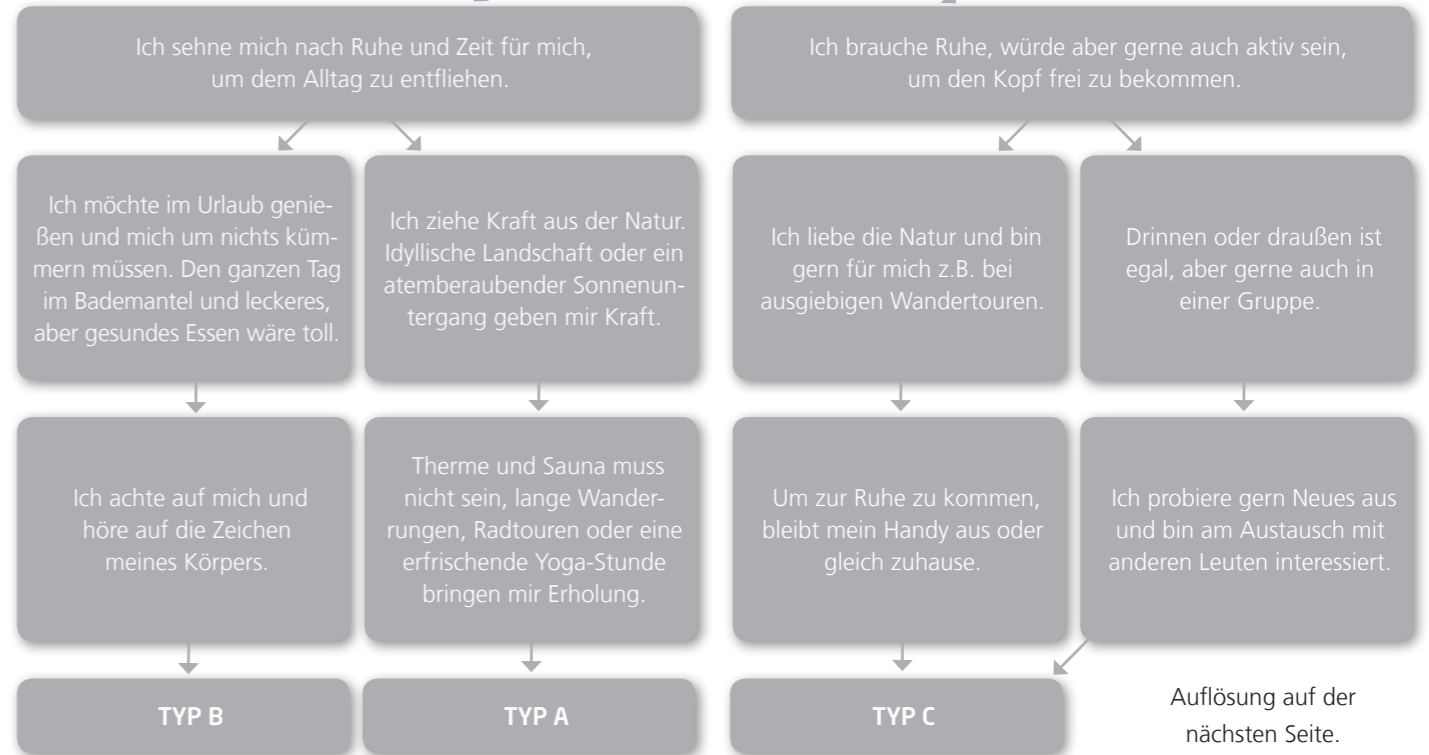 Ich sehne mich nach Ruhe und Zeit für mich,
um dem Alltag zu entfliehen.
Ich brauche Ruhe, würde aber gerne auch aktiv sein,
um den Kopf frei zu bekommen.
Ich möchte im Urlaub genie-
ßen und mich um nichts küm-
mern müssen. Den ganzen Tag
im Bademantel und leckeres,
aber gesundes Essen wäre toll.
Ich ziehe Kraft aus der Natur.
Idyllische Landschaft oder ein
atemberaubender Sonnenun-
tergang geben mir Kraft.
Ich liebe die Natur und bin
gern für mich z.B. bei
ausgiebigen Wandertouren.
Drinnen oder draußen ist
egal, aber gerne auch in
einer Gruppe.
Ich achte auf mich und
höre auf die Zeichen
meines Körpers.
Therme und Sauna muss
nicht sein, lange Wande-
rungen, Radtouren oder eine
erfrischende Yoga-Stunde
bringen mir Erholung.
Um zur Ruhe zu kommen,
bleibt mein Handy aus oder
gleich zuhause.
Ich probiere gern Neues aus
und bin am Austausch mit
anderen Leuten interessiert.
TYP B
TYP A
TYP C
Auflösung auf der
nächsten Seite.